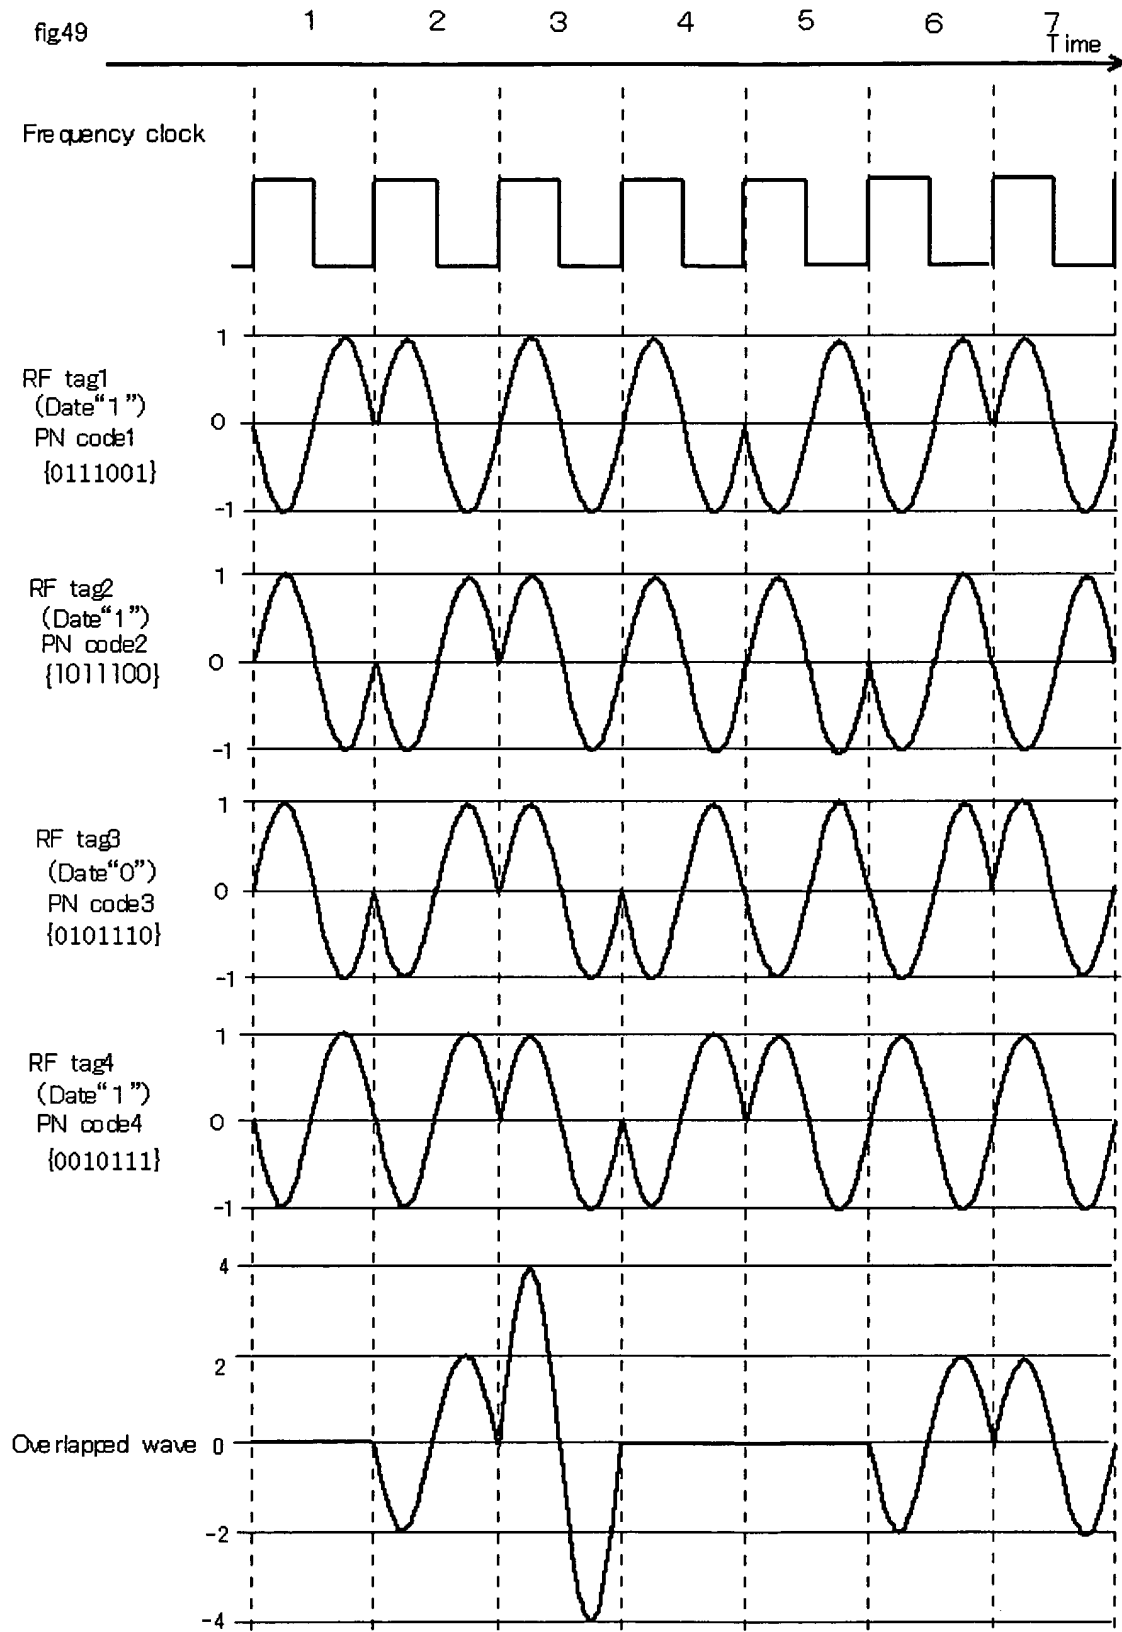 fig49
1 2 3 4 5 6 7
Time
Frequency clock
1
RF tag1
(Date“1”)
0
PN code1
{0111001}
-1
1
RF tag2
(Date“1”)
PN code2
0
{1011100}
-1
1
RF tag3
(Date“0”)
0
PN code3
{0101110}
-1
1
RF tag4
(Date“1”)
0
PN code4
{0010111}
-1
4
2
Overlapped wave 0
-2
-4